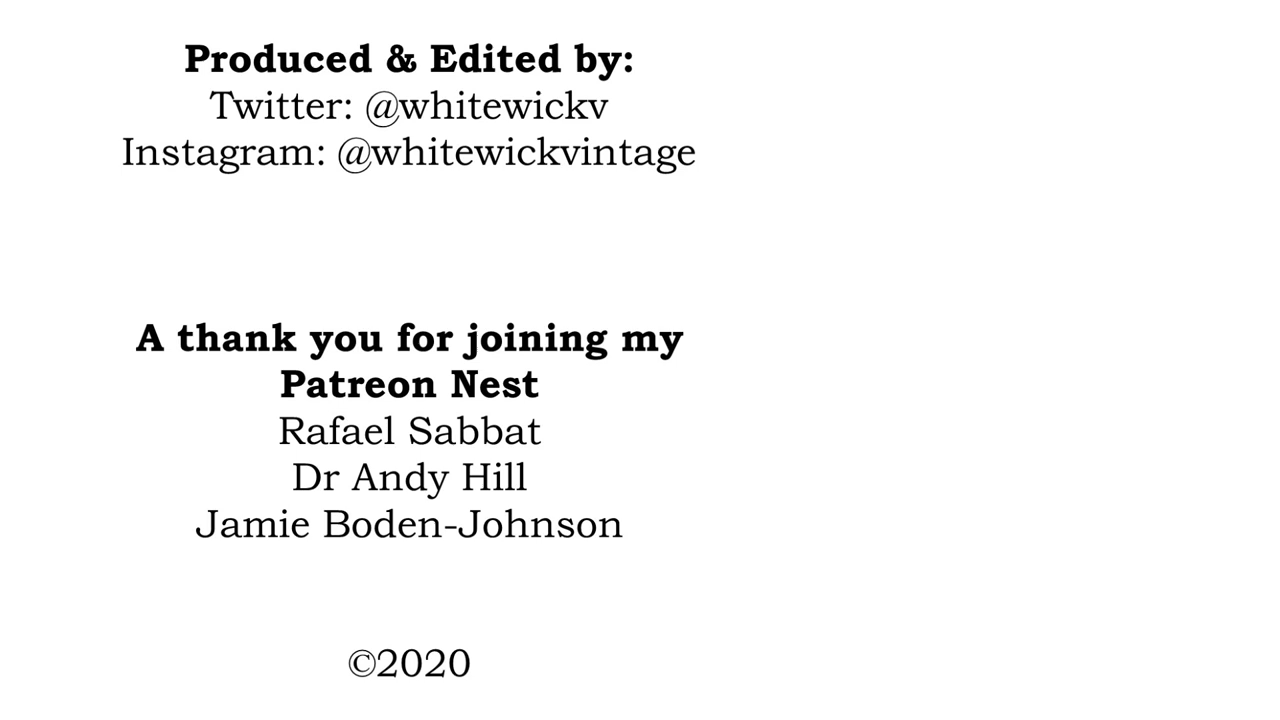 Produced & Edited by:
Twitter: @whitewickv
Instagram: @whitewickvintage
A thank you for joining my
Patreon Nest
Rafael Sabbat
Dr Andy Hill
Jamie Boden-Johnson
©2020